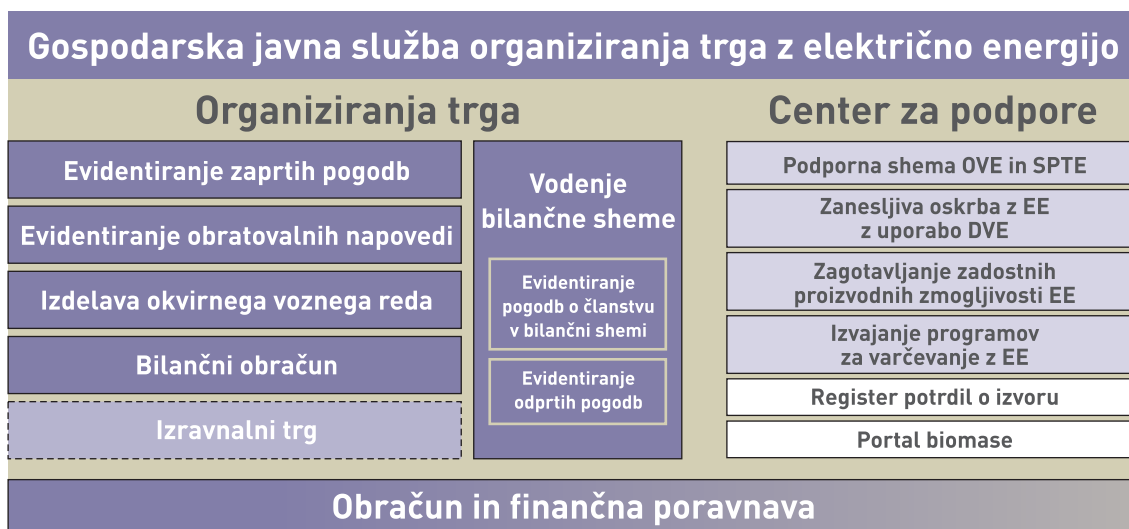 Gospodarska javna služba organiziranja trga z električno energijo
Organiziranja trga
Evidentiranje zaprtih pogodb
Evidentiranje obratovalnih napovedi
Izdelava okvirnega voznega reda
Bilančni obračun
Izravnalni trg
Vodenje
bilančne sheme
Evidentiranje
pogodb o članstvu
v bilančni shemi
Evidentiranje
odprtih pogodb
Center za podpore
Podporna shema OVE in SPTE
Zanesljiva oskrba z EE
z uporabo DVE
Zagotavljanje zadostnih
proizvodnih zmogljivosti EE
Izvajanje programov
za varčevanje z EE
Register potrdil o izvoru
Portal biomase
Obračun in finančna poravnava